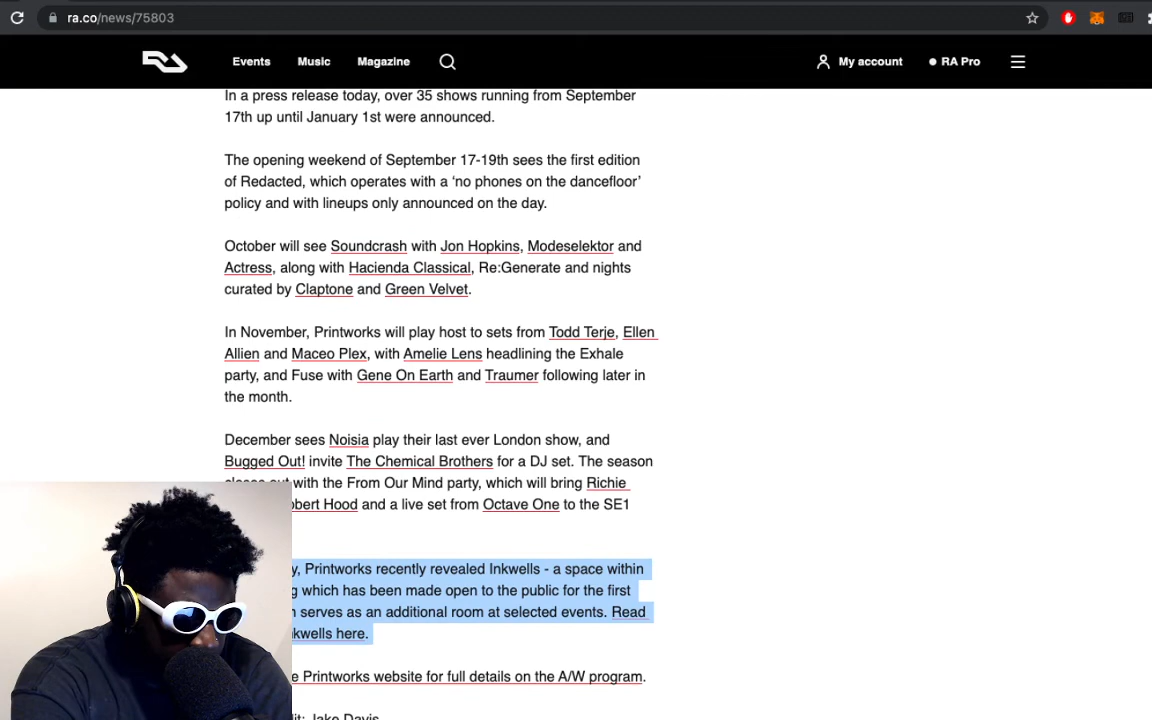 ra.co/news/75803
Events Music Magazine My account RA Pro
In a press release today, over 35 shows running from September
17th up until January 1st were announced.
The opening weekend of September 17-19th sees the first edition
of Redacted, which operates with a ‘no phones on the dancefloor’
policy and with lineups only announced on the day.
October will see Soundcrash with Jon Hopkins, Modeselektor and
Actress, along with Hacienda Classical, Re:Generate and nights
curated by Claptone and Green Velvet.
In November, Printworks will play host to sets from Todd Terje, Ellen
Allien and Maceo Plex, with Amelie Lens headlining the Exhale
party, and Fuse with Gene On Earth and Traumer following later in
the month.
December sees Noisia play their last ever London show, and
Bugged Out! invite The Chemical Brothers for a DJ set. The season
with the From Our Mind party, which will bring Richie
Hood and a live set from Octave One to the SE1
Printworks recently revealed Inkwells - a space within
which has been made open to the public for the first
serves as an additional room at selected events. Read
here.
Printworks website for full details on the A/W program.
Jake Davis